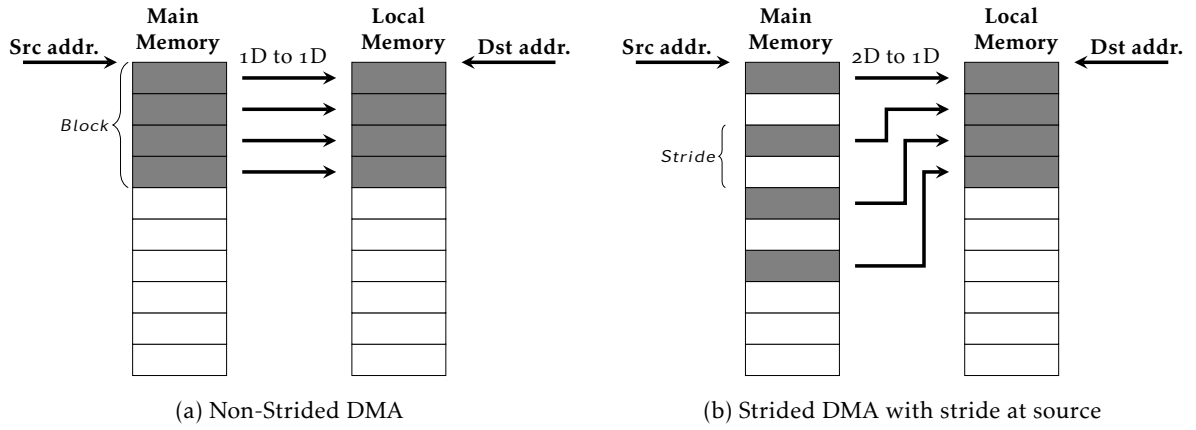 Main
Memory
Local
Memory
Src addr.
Dst addr.
1D to 1D
Block
(a) Non-Strided DMA
Main
Memory
Local
Memory
Src addr.
Dst addr.
2D to 1D
Stride
(b) Strided DMA with stride at source